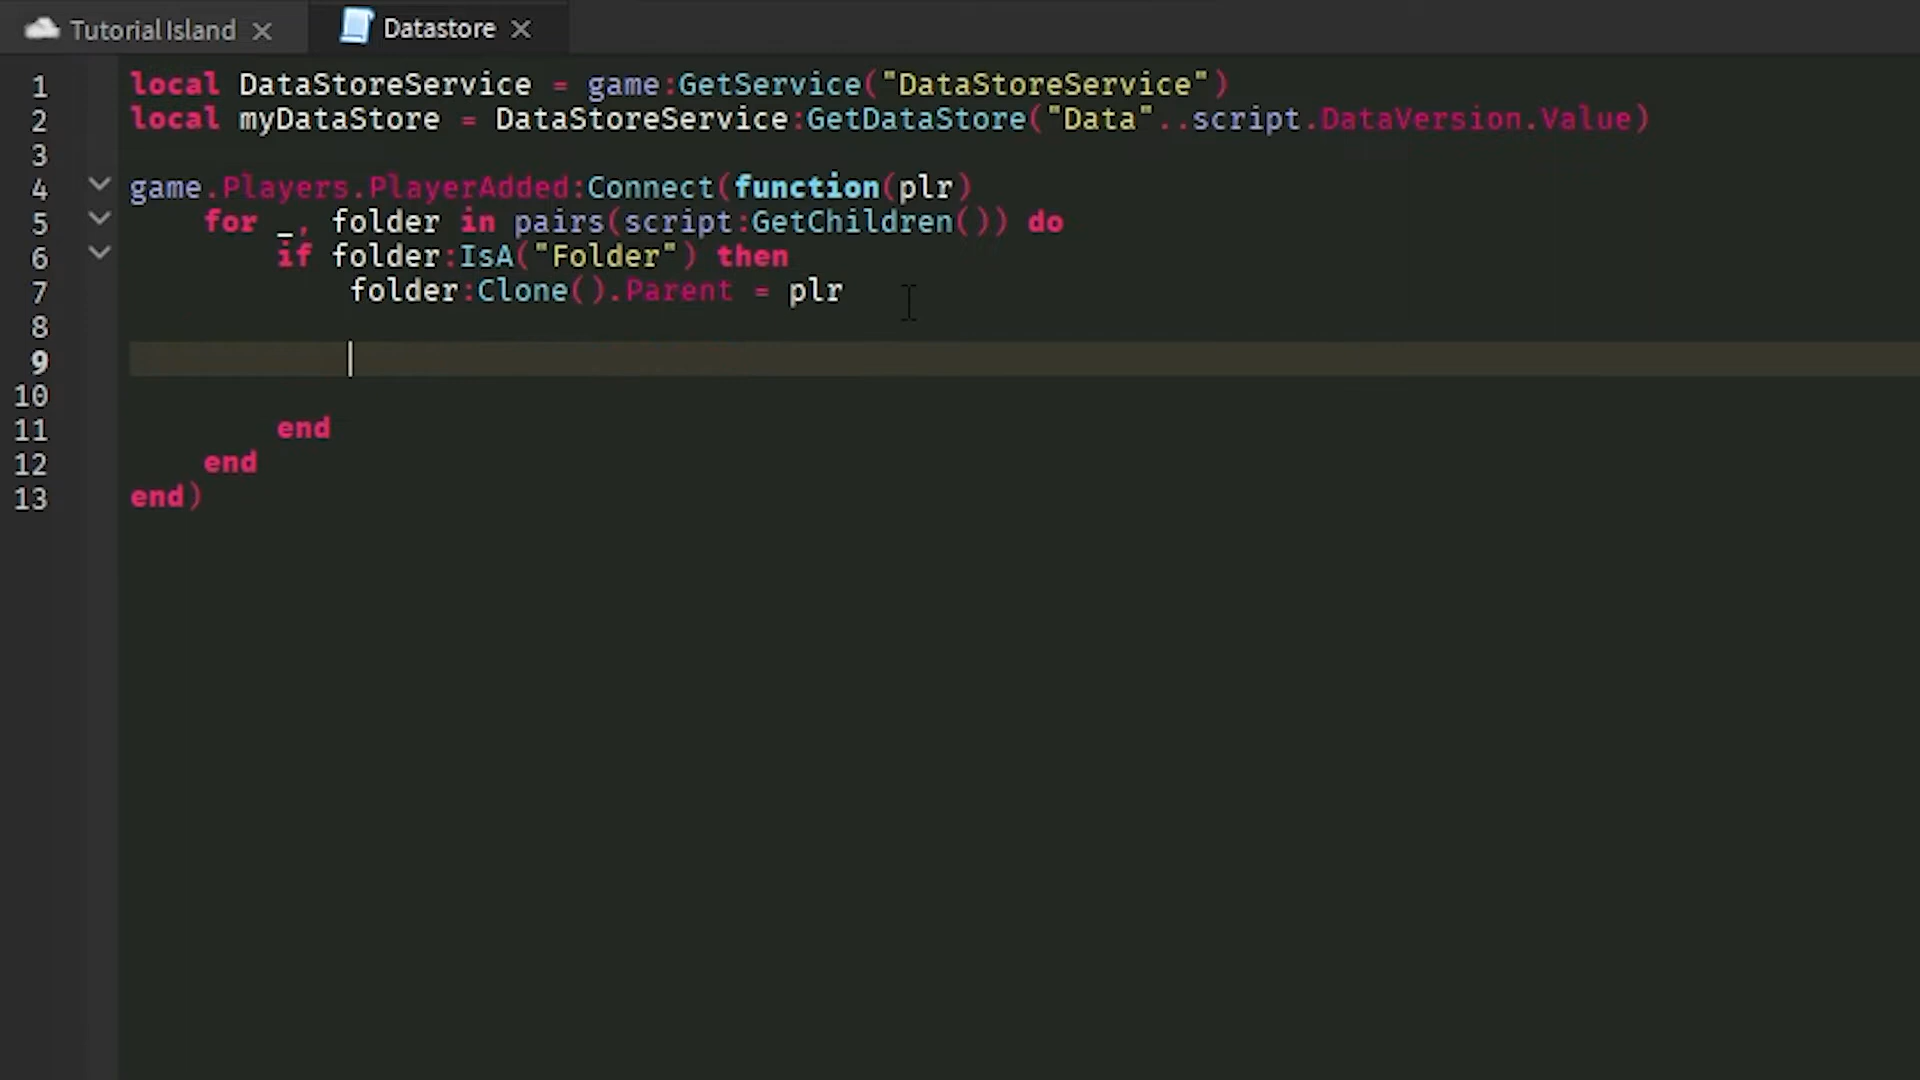 Tutorial Island
Datastore
1 local DataStoreService = game:GetService("DataStoreService")
2 local myDataStore = DataStoreService:GetDataStore("Data"..script.DataVersion.Value)
3
4 game.Players.PlayerAdded:Connect(function(plr)
5 for _, folder in pairs(script:GetChildren()) do
6 if folder:IsA("Folder") then
7 folder:Clone().Parent = plr
8
9
10
11 end
12 end
13 end)